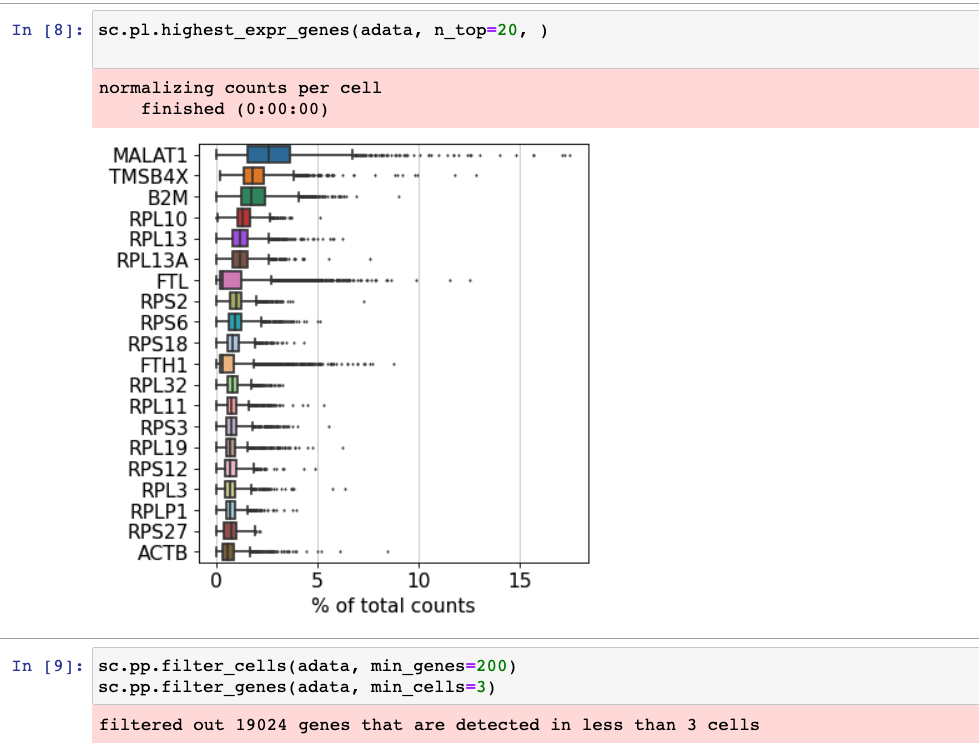 In [8]: sc.pl.highest_expr_genes(adata, n_top=20, )
normalizing counts per cell
    finished (0:00:00)
MALAT1
TMSB4X
B2M
RPL10
RPL13
RPL13A
FTL
RPS2
RPS6
RPS18
FTH1
RPL32
RPL11
RPS3
RPL19
RPS12
RPL3
RPLP1
RPS27
ACTB
0 5 10 15
% of total counts
In [9]: sc.pp.filter_cells(adata, min_genes=200)
sc.pp.filter_genes(adata, min_cells=3)
filtered out 19024 genes that are detected in less than 3 cells